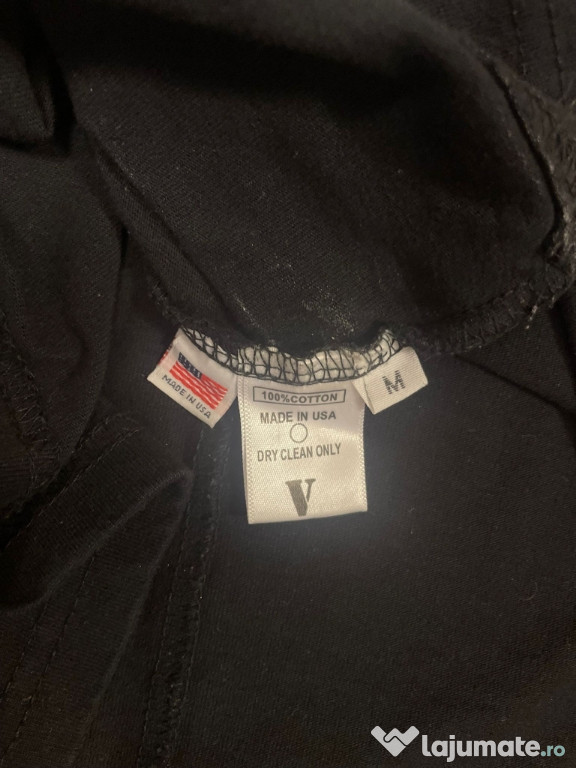 MADE IN USA
100%COTTON
MADE IN USA
DRY CLEAN ONLY
V
M
lajumate.ro